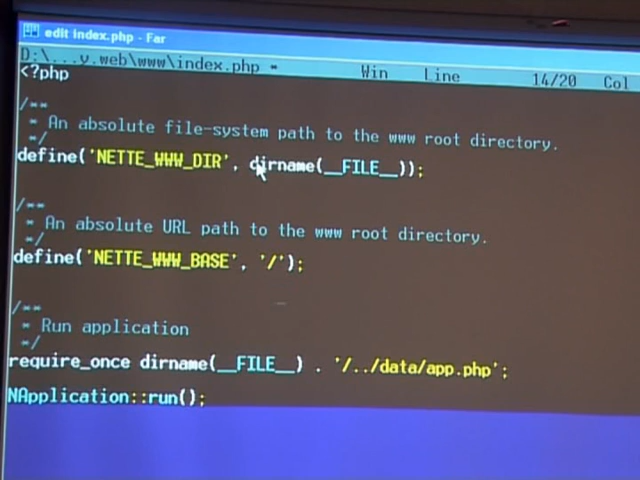 edit index.php - Far
D:\...y.web\www\index.php * Win Line 14/20 Col
<?php
/**
* An absolute file-system path to the www root directory.
*/
define('NETTE_WWW_DIR', dirname(__FILE__));
/**
* An absolute URL path to the www root directory.
*/
define('NETTE_WWW_BASE', '/');
/**
* Run application
*/
require_once dirname(__FILE__) . '/../data/app.php';
NApplication::run();